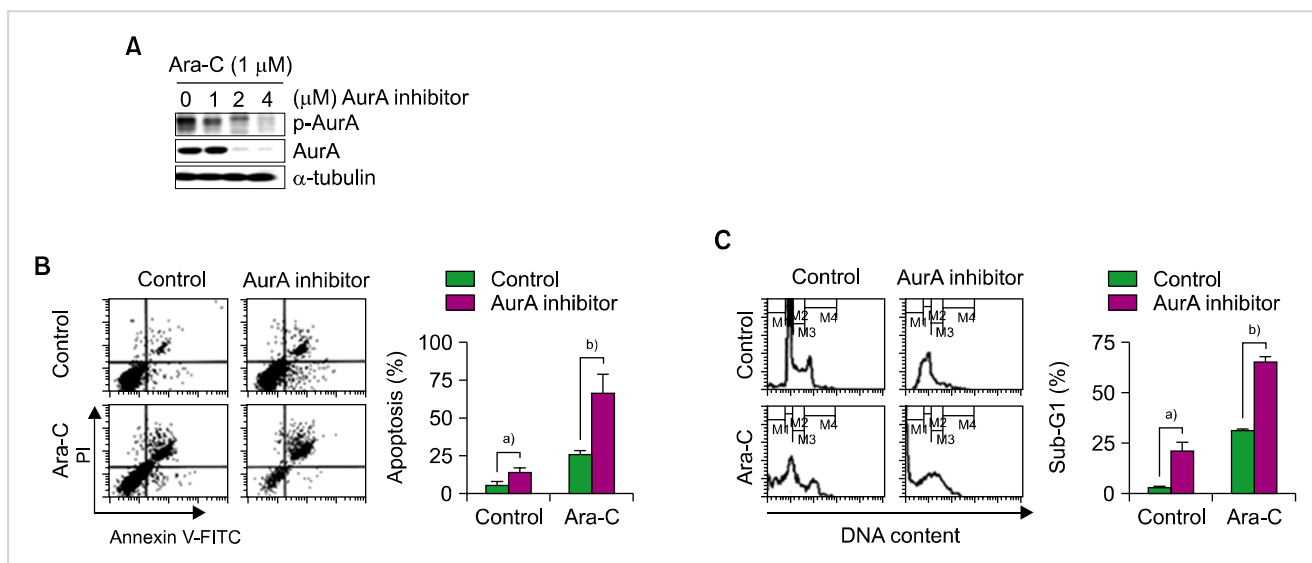 A
Ara-C (1 μM)
0 1 2 4 (μM) AurA inhibitor
p-AurA
AurA
α-tubulin
B
Control AurA inhibitor
Control
Ara-C
PI
Annexin V-FITC
Control
AurA inhibitor
Apoptosis (%)
100
75
50
25
0
a)
b)
Control Ara-C
C
Control AurA inhibitor
Control
Ara-C
M1 M2 M3 M4
M1 M2 M3 M4
M1 M2 M3 M4
M1 M2 M3 M4
DNA content
Control
AurA inhibitor
Sub-G1 (%)
75
50
25
0
a)
b)
Control Ara-C